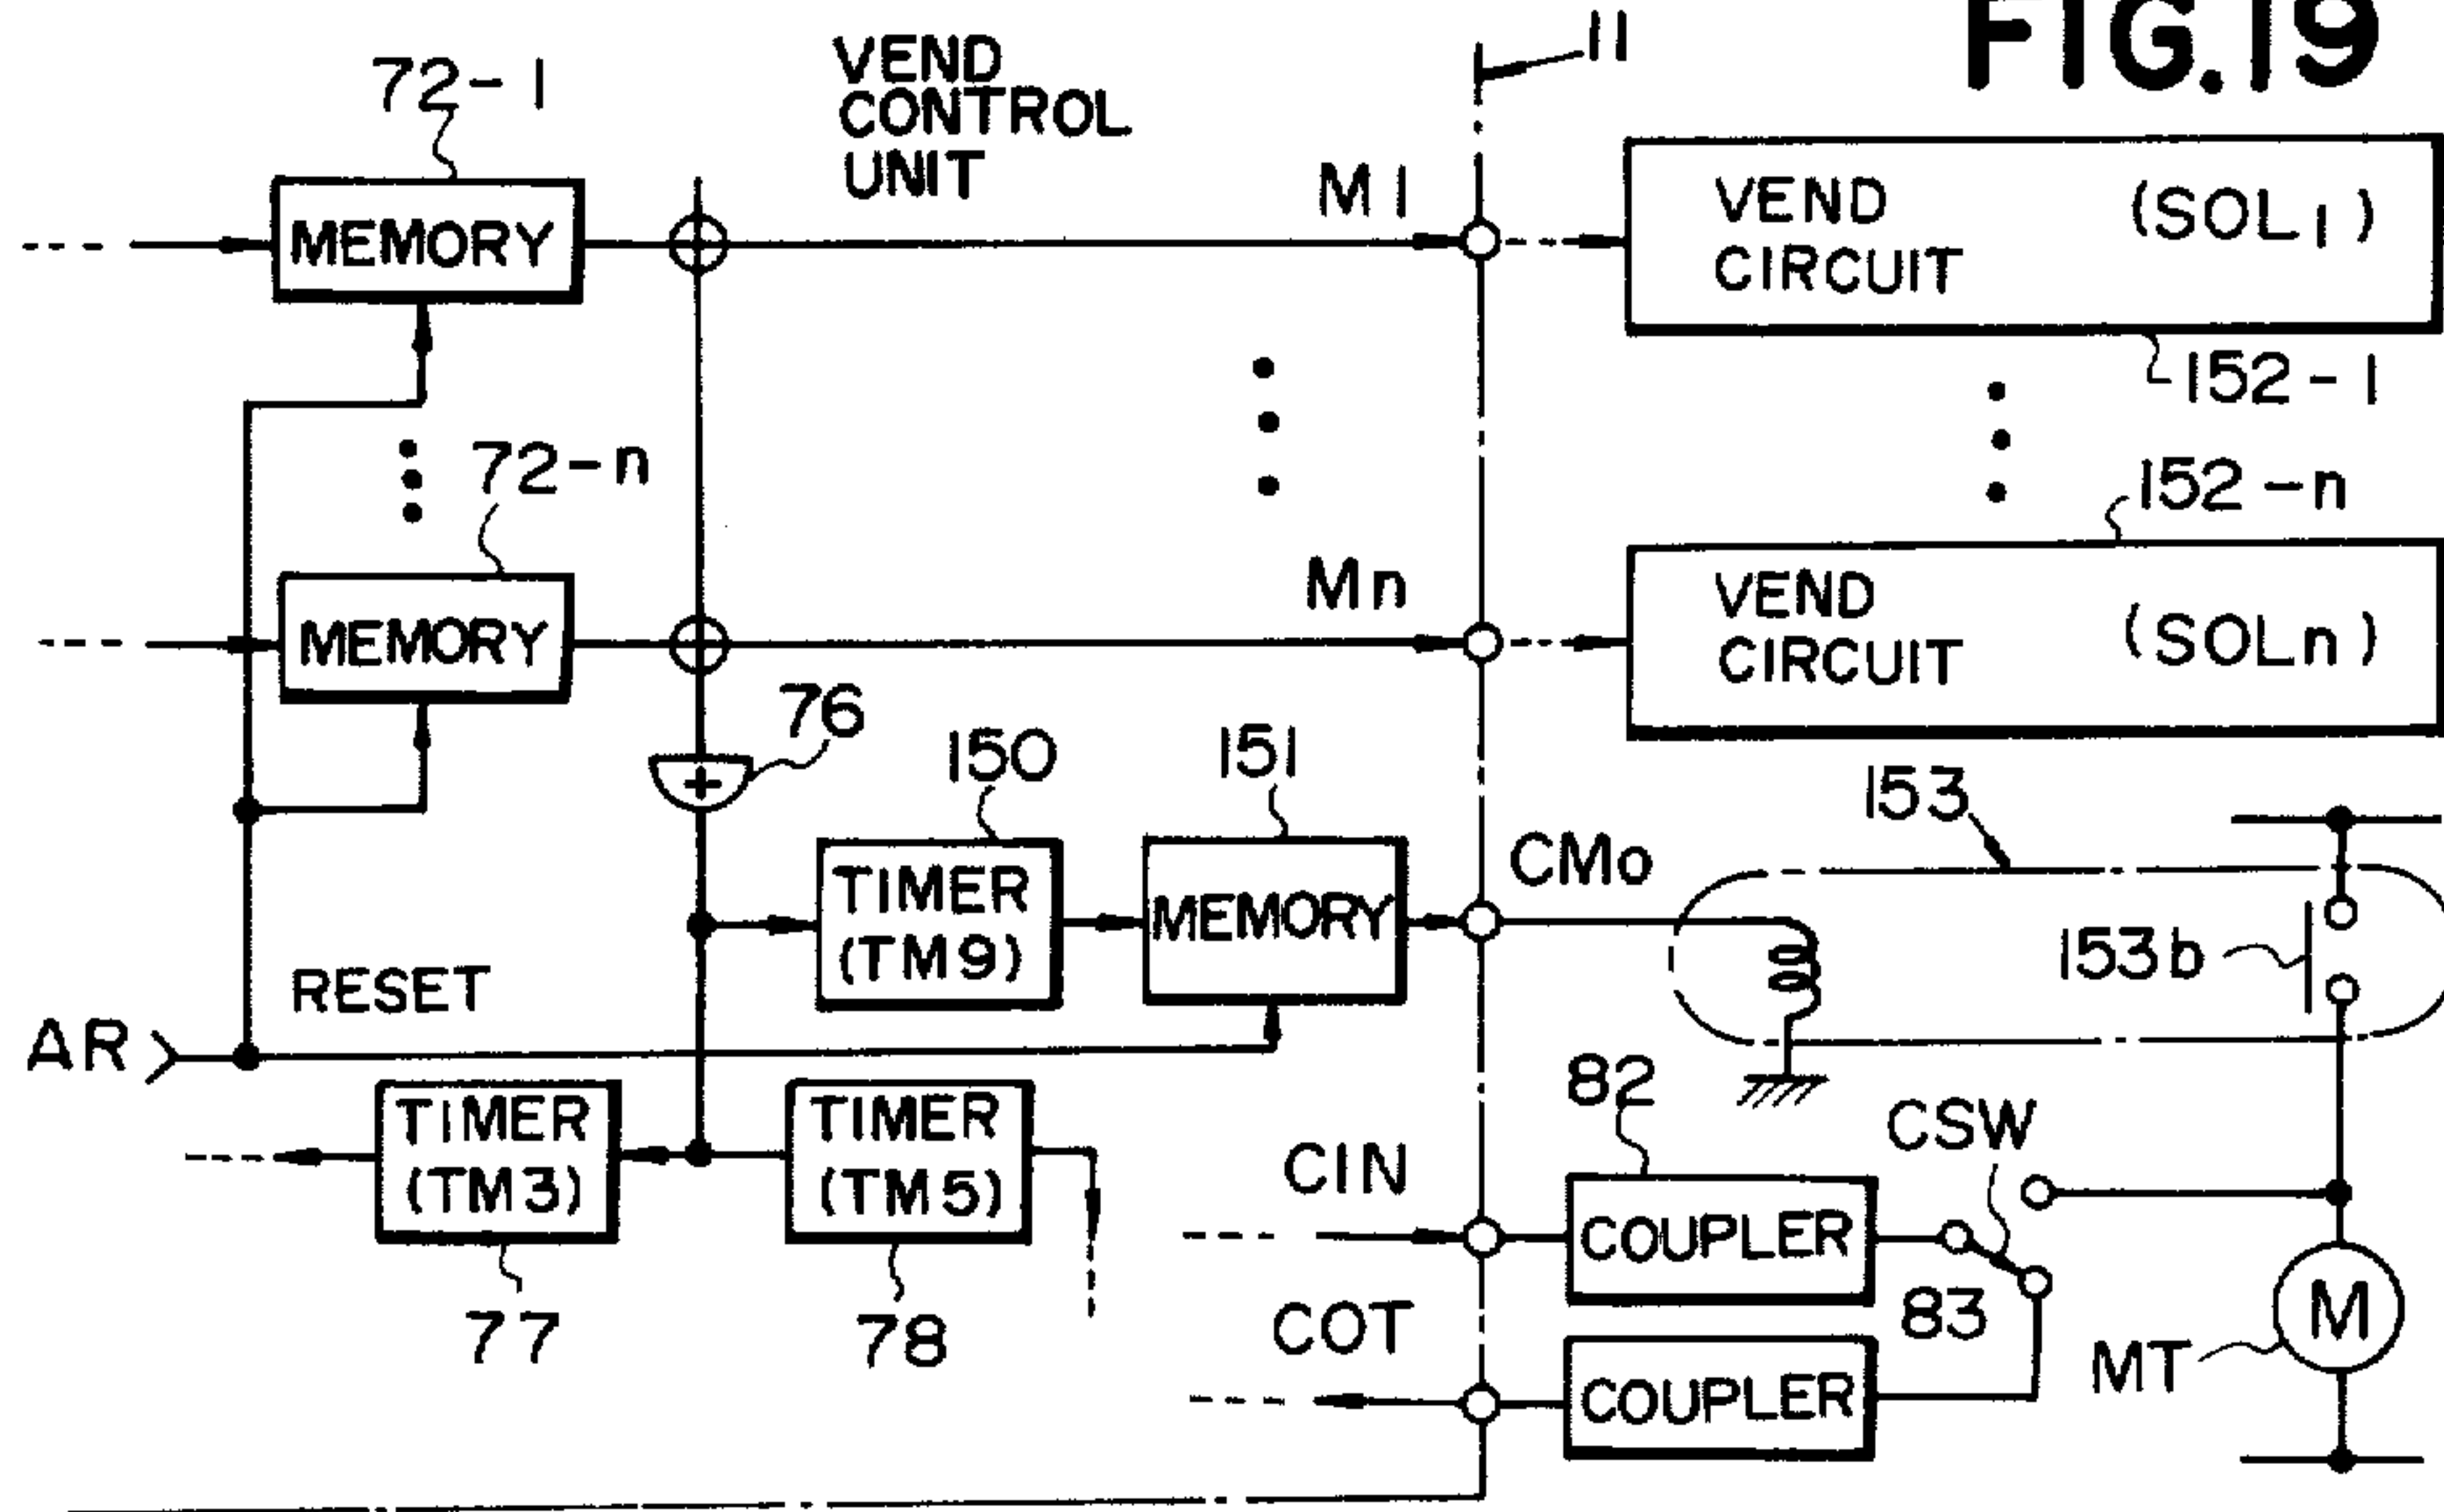 FIG.19
11
72-1
VEND
CONTROL
UNIT
M1
MEMORY
VEND
CIRCUIT
(SOL1)
152-1
72-n
152-n
Mn
MEMORY
VEND
CIRCUIT
(SOLn)
76
150
151
153
TIMER
(TM9)
MEMORY
CMo
153b
RESET
AR
TIMER
(TM3)
TIMER
(TM5)
82
CSW
CIN
COUPLER
77
78
COT
83
COUPLER
MT
M
+